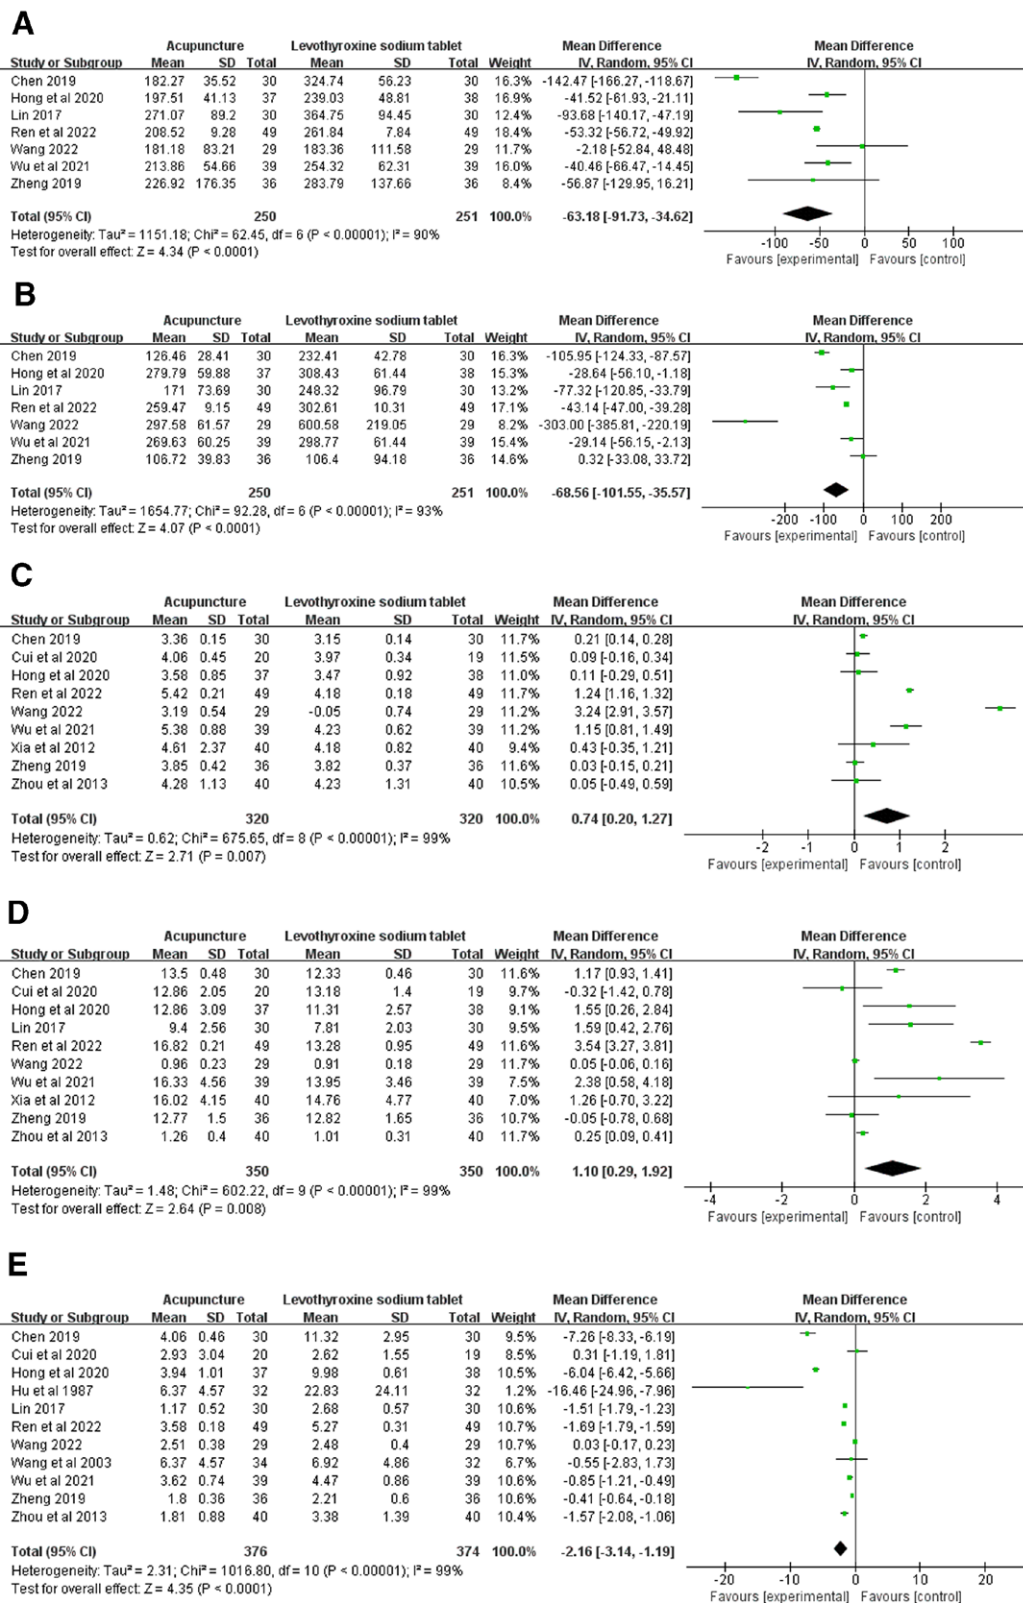 A
Acupuncture Levothyroxine sodium tablet Mean Difference Mean Difference
Study or Subgroup Mean SD Total Mean SD Total Weight IV, Random, 95% CI IV, Random, 95% CI
Chen 2019 182.27 35.52 30 324.74 56.23 30 16.3% -142.47 [-166.27, -118.67]
Hong et al 2020 197.51 41.13 37 239.03 48.81 38 16.9% -41.52 [-61.93, -21.11]
Lin 2017 271.07 89.2 30 364.75 94.45 30 12.3% -93.68 [-140.17, -47.19]
Ren et al 2022 208.52 9.28 49 261.84 7.84 49 18.4% -53.32 [-56.72, -49.92]
Wang 2022 181.18 83.21 29 183.36 111.58 29 11.7% -2.18 [-52.84, 48.48]
Wu et al 2021 213.86 54.66 39 254.32 62.31 39 16.0% -40.46 [-66.47, -14.45]
Zheng 2019 226.92 176.35 36 283.79 137.66 36 8.4% -56.87 [-129.95, 16.21]
Total (95% CI) 250 251 100.0% -63.18 [-91.73, -34.62]
Heterogeneity: Tau² = 1151.18; Chi² = 62.45, df = 6 (P < 0.00001); I² = 90%
Test for overall effect: Z = 4.34 (P < 0.0001)
-100 -50 0 50 100
Favours [experimental] Favours [control]
B
Acupuncture Levothyroxine sodium tablet Mean Difference Mean Difference
Study or Subgroup Mean SD Total Mean SD Total Weight IV, Random, 95% CI IV, Random, 95% CI
Chen 2019 126.46 28.41 30 232.41 42.78 30 16.3% -105.95 [-124.33, -87.57]
Hong et al 2020 279.79 59.88 37 308.43 61.44 38 15.3% -28.64 [-56.10, -1.18]
Lin 2017 171 73.69 30 248.32 96.79 30 13.2% -77.32 [-120.85, -33.79]
Ren et al 2022 259.47 9.15 49 302.61 10.31 49 17.1% -43.14 [-47.00, -39.28]
Wang 2022 297.58 61.57 29 600.58 219.05 29 8.2% -303.00 [-385.81, -220.19]
Wu et al 2021 269.63 60.25 39 298.77 61.44 39 15.4% -29.14 [-56.15, -2.13]
Zheng 2019 106.72 39.83 36 106.4 94.18 36 14.6% 0.32 [-33.08, 33.72]
Total (95% CI) 250 251 100.0% -68.56 [-101.55, -35.57]
Heterogeneity: Tau² = 1654.77; Chi² = 92.28, df = 6 (P < 0.00001); I² = 93%
Test for overall effect: Z = 4.07 (P < 0.0001)
-200 -100 0 100 200
Favours [experimental] Favours [control]
C
Acupuncture Levothyroxine sodium tablet Mean Difference Mean Difference
Study or Subgroup Mean SD Total Mean SD Total Weight IV, Random, 95% CI IV, Random, 95% CI
Chen 2019 3.36 0.15 30 3.15 0.14 30 11.7% 0.21 [0.14, 0.28]
Cui et al 2020 4.06 0.45 20 3.97 0.34 19 11.5% 0.09 [-0.16, 0.34]
Hong et al 2020 3.58 0.85 37 3.47 0.92 38 11.0% 0.11 [-0.29, 0.51]
Ren et al 2022 5.42 0.21 49 4.18 0.18 49 11.7% 1.24 [1.16, 1.32]
Wang 2022 3.19 0.54 29 -0.05 0.74 29 11.2% 3.24 [2.91, 3.57]
Wu et al 2021 5.38 0.88 39 4.23 0.62 39 11.2% 1.15 [0.81, 1.49]
Xia et al 2012 4.61 2.37 40 4.18 0.82 40 9.4% 0.43 [-0.35, 1.21]
Zheng 2019 3.85 0.42 36 3.82 0.37 36 11.6% 0.03 [-0.15, 0.21]
Zhou et al 2013 4.28 1.13 40 4.23 1.31 40 10.5% 0.05 [-0.49, 0.59]
Total (95% CI) 320 320 100.0% 0.74 [0.20, 1.27]
Heterogeneity: Tau² = 0.62; Chi² = 675.65, df = 8 (P < 0.00001); I² = 99%
Test for overall effect: Z = 2.71 (P = 0.007)
-2 -1 0 1 2
Favours [experimental] Favours [control]
D
Acupuncture Levothyroxine sodium tablet Mean Difference Mean Difference
Study or Subgroup Mean SD Total Mean SD Total Weight IV, Random, 95% CI IV, Random, 95% CI
Chen 2019 13.5 0.48 30 12.33 0.46 30 11.6% 1.17 [0.93, 1.41]
Cui et al 2020 12.86 2.05 20 13.18 1.4 19 9.7% -0.32 [-1.42, 0.78]
Hong et al 2020 12.86 3.09 37 11.31 2.57 38 9.1% 1.55 [0.26, 2.84]
Lin 2017 9.4 2.56 30 7.81 2.03 30 9.5% 1.59 [0.42, 2.76]
Ren et al 2022 16.82 0.21 49 13.28 0.95 49 11.6% 3.54 [3.27, 3.81]
Wang 2022 0.96 0.23 29 0.91 0.18 29 11.7% 0.05 [-0.06, 0.16]
Wu et al 2021 16.33 4.56 39 13.95 3.46 39 7.5% 2.38 [0.58, 4.18]
Xia et al 2012 16.02 4.15 40 14.76 4.77 40 7.0% 1.26 [-0.70, 3.22]
Zheng 2019 12.77 1.5 36 12.82 1.65 36 10.7% -0.05 [-0.78, 0.68]
Zhou et al 2013 1.26 0.4 40 1.01 0.31 40 11.7% 0.25 [0.09, 0.41]
Total (95% CI) 350 350 100.0% 1.10 [0.29, 1.92]
Heterogeneity: Tau² = 1.48; Chi² = 602.22, df = 9 (P < 0.00001); I² = 99%
Test for overall effect: Z = 2.64 (P = 0.008)
-4 -2 0 2 4
Favours [experimental] Favours [control]
E
Acupuncture Levothyroxine sodium tablet Mean Difference Mean Difference
Study or Subgroup Mean SD Total Mean SD Total Weight IV, Random, 95% CI IV, Random, 95% CI
Chen 2019 4.06 0.46 30 11.32 2.95 30 9.5% -7.26 [-8.33, -6.19]
Cui et al 2020 2.93 3.04 20 2.62 1.55 19 8.5% 0.31 [-1.19, 1.81]
Hong et al 2020 3.94 1.01 37 9.98 0.61 38 10.5% -6.04 [-6.42, -5.66]
Hu et al 1987 6.37 4.57 32 22.83 24.11 32 1.2% -16.46 [-24.96, -7.96]
Lin 2017 1.17 0.52 30 2.68 0.57 30 10.6% -1.51 [-1.79, -1.23]
Ren et al 2022 3.58 0.18 49 5.27 0.31 49 10.7% -1.69 [-1.79, -1.59]
Wang 2022 2.51 0.38 29 2.48 0.4 29 10.7% 0.03 [-0.17, 0.23]
Wang et al 2003 6.37 4.57 34 6.92 4.86 32 6.7% -0.55 [-2.83, 1.73]
Wu et al 2021 3.62 0.74 39 4.47 0.86 39 10.6% -0.85 [-1.21, -0.49]
Zheng 2019 1.8 0.36 36 2.21 0.6 36 10.6% -0.41 [-0.64, -0.18]
Zhou et al 2013 1.81 0.88 40 3.38 1.39 40 10.4% -1.57 [-2.08, -1.06]
Total (95% CI) 376 374 100.0% -2.16 [-3.14, -1.19]
Heterogeneity: Tau² = 2.31; Chi² = 1016.80, df = 10 (P < 0.00001); I² = 99%
Test for overall effect: Z = 4.35 (P < 0.0001)
-20 -10 0 10 20
Favours [experimental] Favours [control]